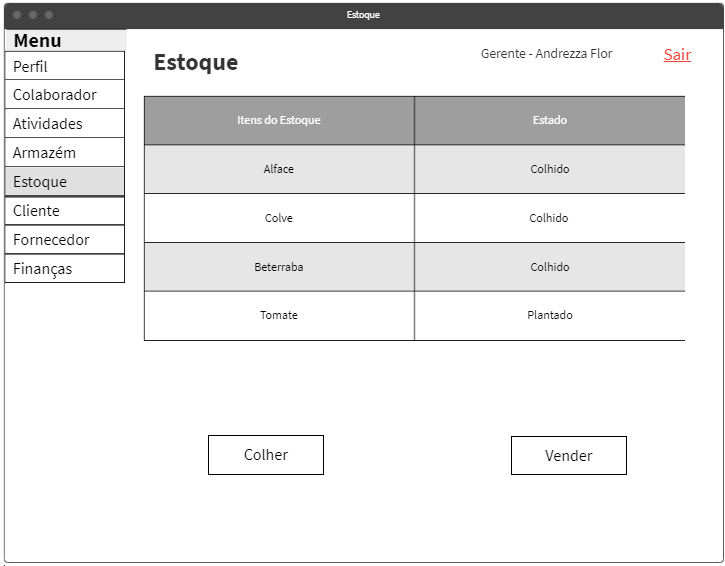 Estoque
Menu
Perfil
Colaborador
Atividades
Armazém
Estoque
Cliente
Fornecedor
Finanças
Estoque
Gerente - Andrezza Flor
Sair
Itens do Estoque Estado
Alface Colhido
Colve Colhido
Beterraba Colhido
Tomate Plantado
Colher Vender